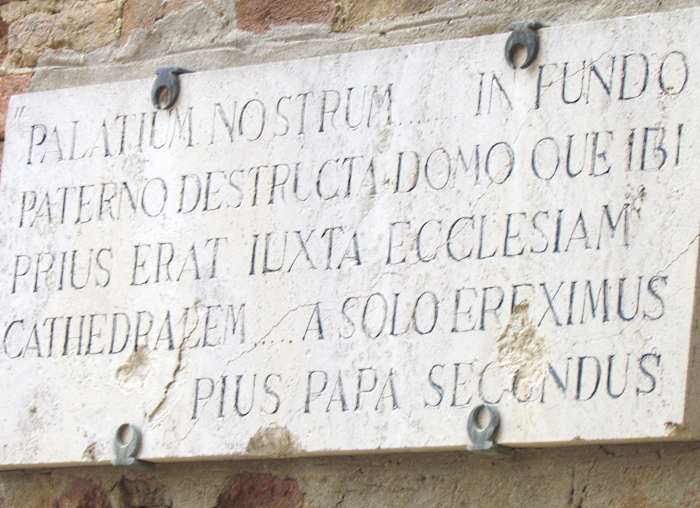 "PALATIUM NOSTRUM ..... IN FUNDO
PATERNO DESTRUCTA DOMO QUE IBI
PRIUS ERAT IUXTA ECCLESIAM
CATHEDRALEM .... A SOLO EREXIMUS
PIUS PAPA SECUNDUS